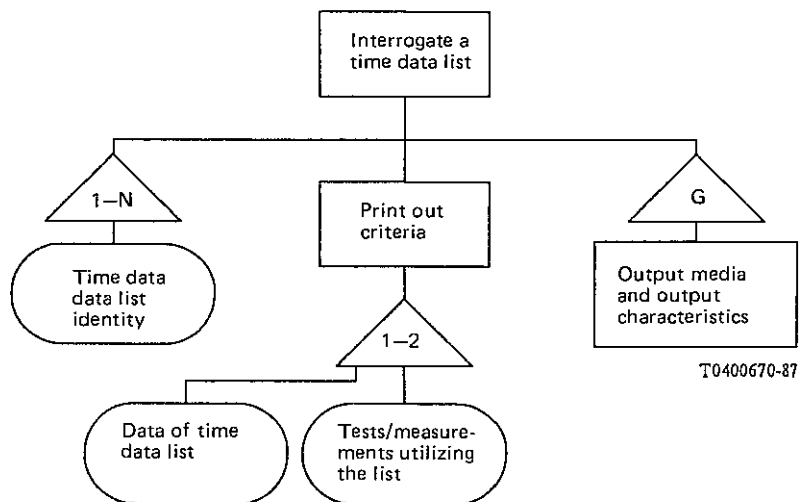 Interrogate a
time data list
1–N
Print out
criteria
G
Time data
data list
identity
Output media
and output
characteristics
1–2
T0400670-87
Data of time
data list
Tests/measure-
ments utilizing
the list